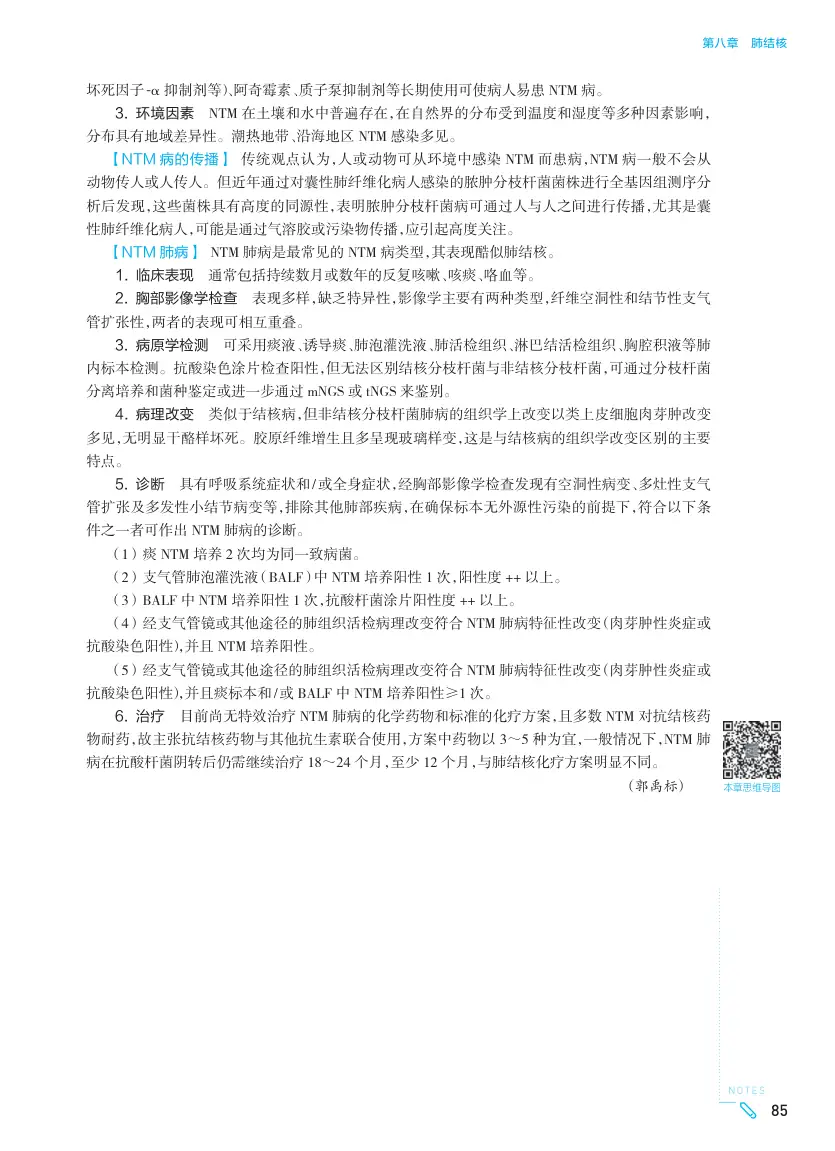 第八章 肺结核
坏死因子-α 抑制剂等)、阿奇霉素、质子泵抑制剂等长期使用可使病人易患 NTM 病。
3. 环境因素 NTM 在土壤和水中普遍存在,在自然界的分布受到温度和湿度等多种因素影响,
分布具有地域差异性。潮热地带、沿海地区 NTM 感染多见。
【NTM 病的传播】 传统观点认为,人或动物可从环境中感染 NTM 而患病,NTM 病一般不会从
动物传人或人传人。但近年通过对囊性肺纤维化病人感染的脓肿分枝杆菌菌株进行全基因组测序分
析后发现,这些菌株具有高度的同源性,表明脓肿分枝杆菌病可通过人与人之间进行传播,尤其是囊
性肺纤维化病人,可能是通过气溶胶或污染物传播,应引起高度关注。
【NTM 肺病】 NTM 肺病是最常见的 NTM 病类型,其表现酷似肺结核。
1. 临床表现 通常包括持续数月或数年的反复咳嗽、咳痰、咯血等。
2. 胸部影像学检查 表现多样,缺乏特异性,影像学主要有两种类型,纤维空洞性和结节性支气
管扩张性,两者的表现可相互重叠。
3. 病原学检测 可采用痰液、诱导痰、肺泡灌洗液、肺活检组织、淋巴结活检组织、胸腔积液等肺
内标本检测。抗酸染色涂片检查阳性,但无法区别结核分枝杆菌与非结核分枝杆菌,可通过分枝杆菌
分离培养和菌种鉴定或进一步通过 mNGS 或 tNGS 来鉴别。
4. 病理改变 类似于结核病,但非结核分枝杆菌肺病的组织学上改变以类上皮细胞肉芽肿改变
多见,无明显干酪样坏死。胶原纤维增生且多呈现玻璃样变,这是与结核病的组织学改变区别的主要
特点。
5. 诊断 具有呼吸系统症状和/或全身症状,经胸部影像学检查发现有空洞性病变、多灶性支气
管扩张及多发性小结节病变等,排除其他肺部疾病,在确保标本无外源性污染的前提下,符合以下条
件之一者可作出 NTM 肺病的诊断。
(1)痰 NTM 培养 2 次均为同一致病菌。
(2)支气管肺泡灌洗液(BALF)中 NTM 培养阳性 1 次,阳性度 ++ 以上。
(3)BALF 中 NTM 培养阳性 1 次,抗酸杆菌涂片阳性度 ++ 以上。
(4)经支气管镜或其他途径的肺组织活检病理改变符合 NTM 肺病特征性改变(肉芽肿性炎症或
抗酸染色阳性),并且 NTM 培养阳性。
(5)经支气管镜或其他途径的肺组织活检病理改变符合 NTM 肺病特征性改变(肉芽肿性炎症或
抗酸染色阳性),并且痰标本和/或 BALF 中 NTM 培养阳性≥1 次。
6. 治疗 目前尚无特效治疗 NTM 肺病的化学药物和标准的化疗方案,且多数 NTM 对抗结核药
物耐药,故主张抗结核药物与其他抗生素联合使用,方案中药物以 3～5 种为宜,一般情况下,NTM 肺
病在抗酸杆菌阴转后仍需继续治疗 18～24 个月,至少 12 个月,与肺结核化疗方案明显不同。
(郭禹标)
本章思维导图
NOTES
85